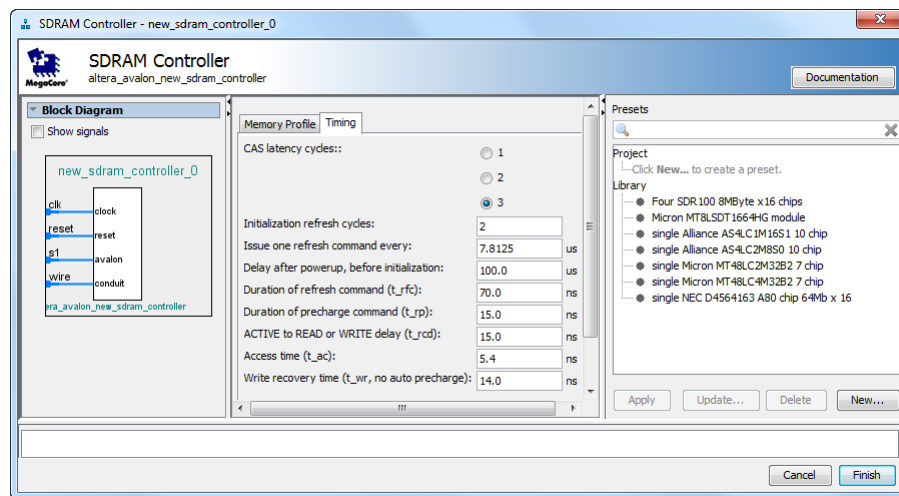 SDRAM Controller - new_sdram_controller_0
MegaCore'
SDRAM Controller
altera_avalon_new_sdram_controller
Documentation
Block Diagram
Show signals
new_sdram_controller_0
clk
clock
reset
reset
s1
avalon
wire
conduit
era_avalon_new_sdram_controller
Memory Profile Timing
CAS latency cycles::
1
2
3
Initialization refresh cycles: 2
Issue one refresh command every: 7.8125 us
Delay after powerup, before initialization: 100.0 us
Duration of refresh command (t_rfc): 70.0 ns
Duration of precharge command (t_rp): 15.0 ns
ACTIVE to READ or WRITE delay (t_rcd): 15.0 ns
Access time (t_ac): 5.4 ns
Write recovery time (t_wr, no auto precharge): 14.0 ns
Presets
Project
Click New... to create a preset.
Library
Four SDR100 8MByte x16 chips
Micron MT8LSDT1664HG module
single Alliance AS4LC1M16S1 10 chip
single Alliance AS4LC2M8S0 10 chip
single Micron MT48LC2M32B2 7 chip
single Micron MT48LC4M32B2 7 chip
single NEC D4564163 A80 chip 64Mb x 16
Apply Update... Delete New...
Cancel Finish